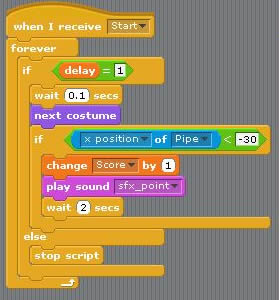 when I receive Start
forever
if delay = 1
wait 0.1 secs
next costume
if x position of Pipe < -30
change Score by 1
play sound sfx_point
wait 2 secs
else
stop script